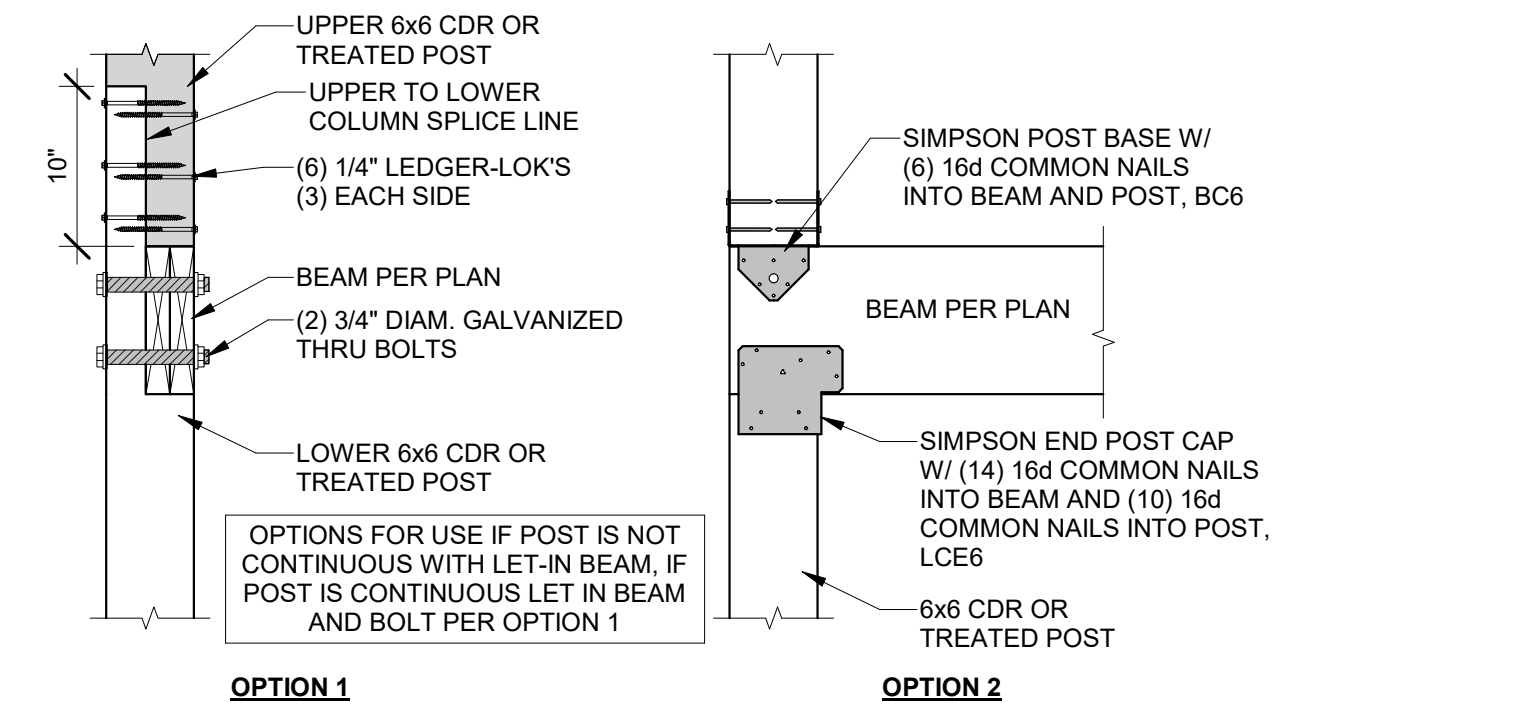 UPPER 6x6 CDR OR
TREATED POST
UPPER TO LOWER
COLUMN SPLICE LINE
10"
(6) 1/4" LEDGER-LOK'S
(3) EACH SIDE
BEAM PER PLAN
(2) 3/4" DIAM. GALVANIZED
THRU BOLTS
LOWER 6x6 CDR OR
TREATED POST
OPTIONS FOR USE IF POST IS NOT
CONTINUOUS WITH LET-IN BEAM, IF
POST IS CONTINUOUS LET IN BEAM
AND BOLT PER OPTION 1
OPTION 1
SIMPSON POST BASE W/
(6) 16d COMMON NAILS
INTO BEAM AND POST, BC6
BEAM PER PLAN
SIMPSON END POST CAP
W/ (14) 16d COMMON NAILS
INTO BEAM AND (10) 16d
COMMON NAILS INTO POST,
LCE6
6x6 CDR OR
TREATED POST
OPTION 2